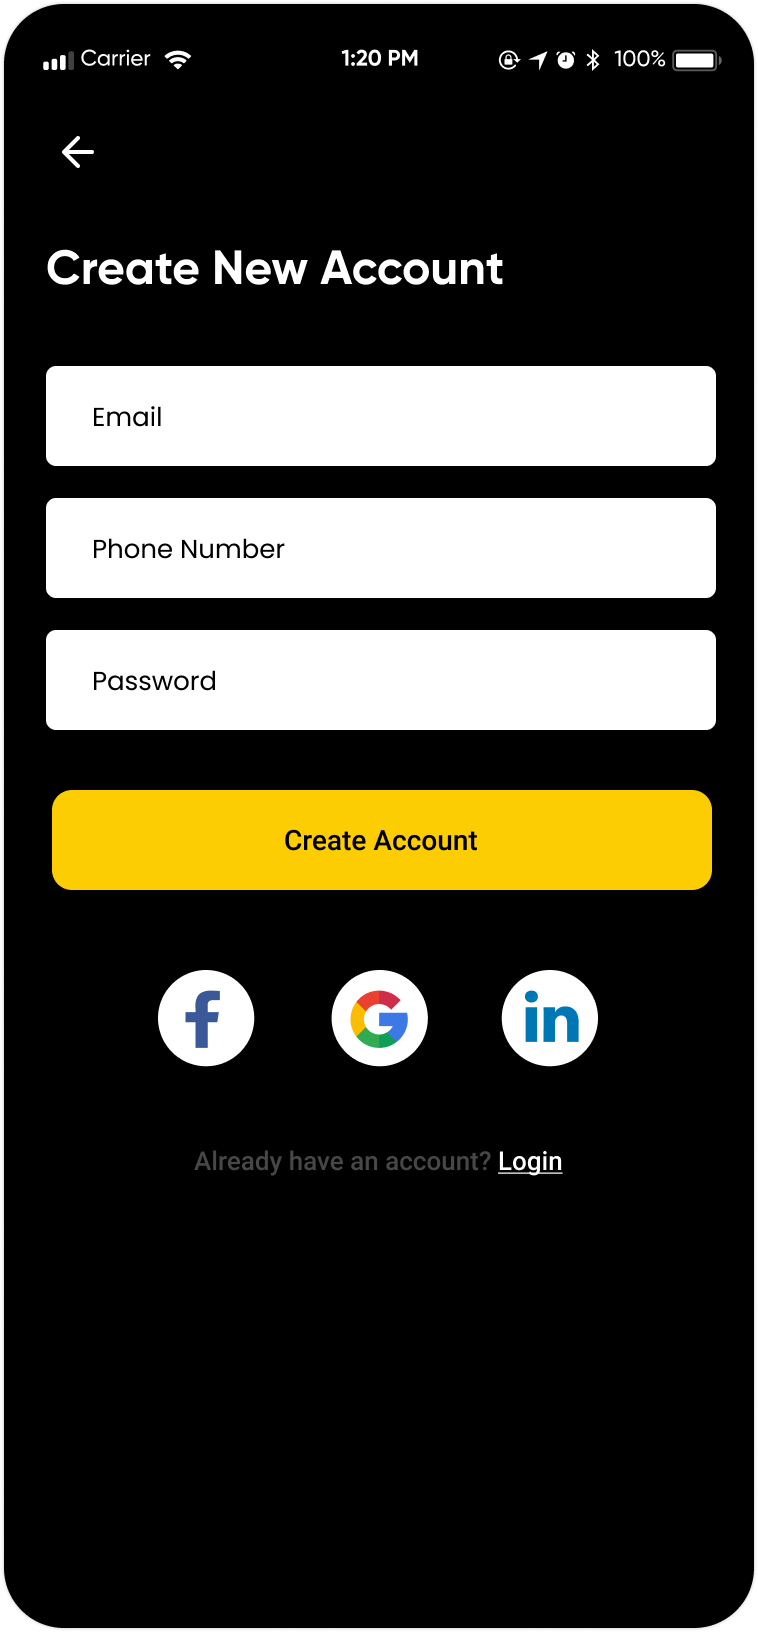 Carrier 1:20 PM 100%
Create New Account
Email
Phone Number
Password
Create Account
f G in
Already have an account? Login